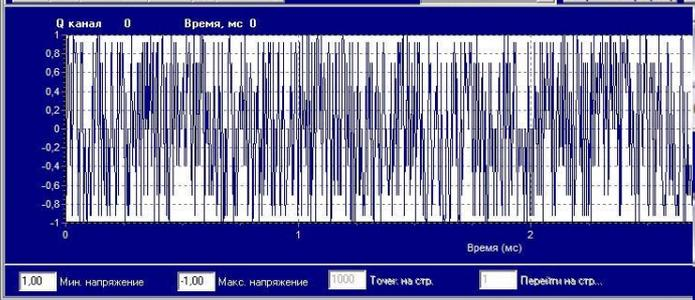 Q канал 0 Время, мс 0
1
0,8
0,6
0,4
0,2
0
-0,2
-0,4
-0,6
-0,8
-1
0 1 2
Время (мс)
1,00 Мин. напряжение -1,00 Макс. напряжение 1000 Точек на стр. 1 Перейти на стр...